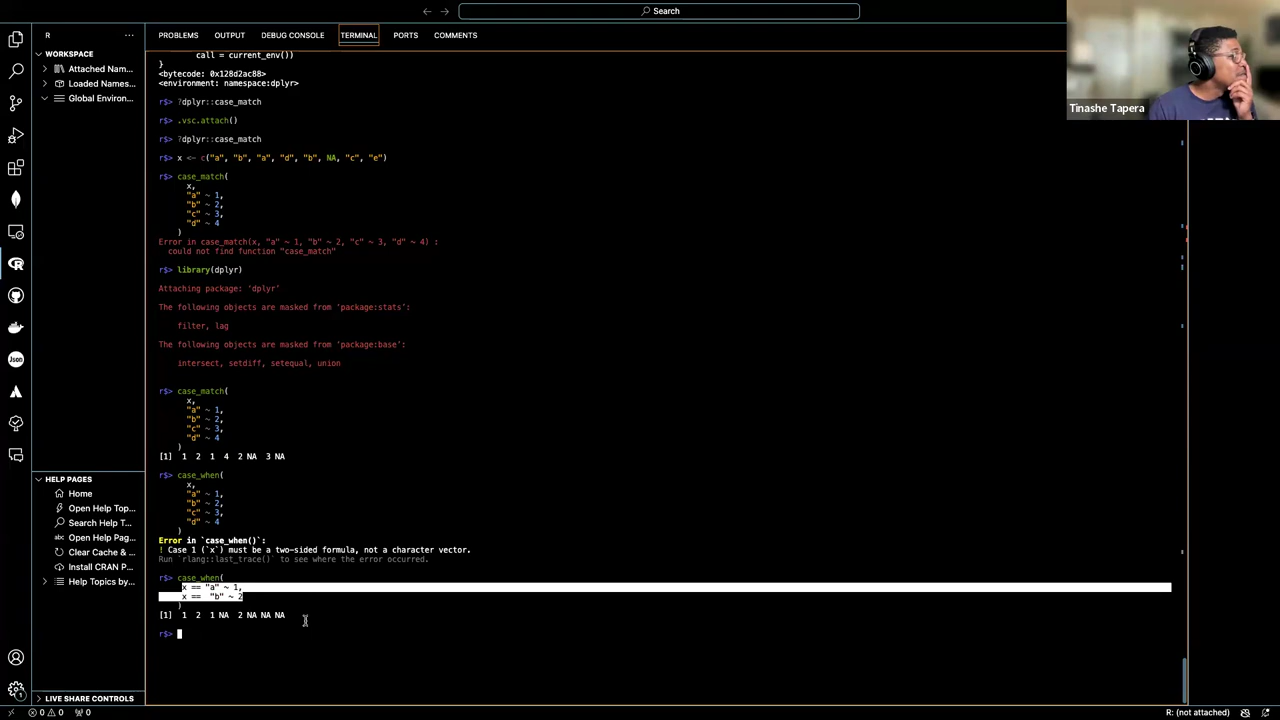 Search
R
PROBLEMS OUTPUT DEBUG CONSOLE TERMINAL PORTS COMMENTS
WORKSPACE
Attached Nam...
Loaded Names...
Global Environ...
call = current_env())
}
<bytecode: 0x128d2ac88>
<environment: namespace:dplyr>
r$> ?dplyr::case_match
r$> .vsc.attach()
r$> ?dplyr::case_match
r$> x <- c("a", "b", "a", "d", "b", NA, "c", "e")
r$> case_match(
x,
"a" ~ 1,
"b" ~ 2,
"c" ~ 3,
"d" ~ 4
)
Error in case_match(x, "a" ~ 1, "b" ~ 2, "c" ~ 3, "d" ~ 4) :
could not find function "case_match"
r$> library(dplyr)
Attaching package: ‘dplyr’
The following objects are masked from ‘package:stats’:
filter, lag
The following objects are masked from ‘package:base’:
intersect, setdiff, setequal, union
r$> case_match(
x,
"a" ~ 1,
"b" ~ 2,
"c" ~ 3,
"d" ~ 4
)
[1]  1  2  1  4  2 NA  3 NA
r$> case_when(
x,
"a" ~ 1,
"b" ~ 2,
"c" ~ 3,
"d" ~ 4
)
Error in `case_when()`:
! Case 1 (`x`) must be a two-sided formula, not a character vector.
Run `rlang::last_trace()` to see where the error occurred.
r$> case_when(
x == "a" ~ 1,
x ==  "b" ~ 2
)
[1]  1  2  1 NA  2 NA NA NA
r$>
HELP PAGES
Home
Open Help Top...
Search Help T...
Open Help Pag...
Clear Cache & ...
Install CRAN P...
Help Topics by...
LIVE SHARE CONTROLS
0 0 0
R: (not attached)
Tinashe Tapera
Json
1